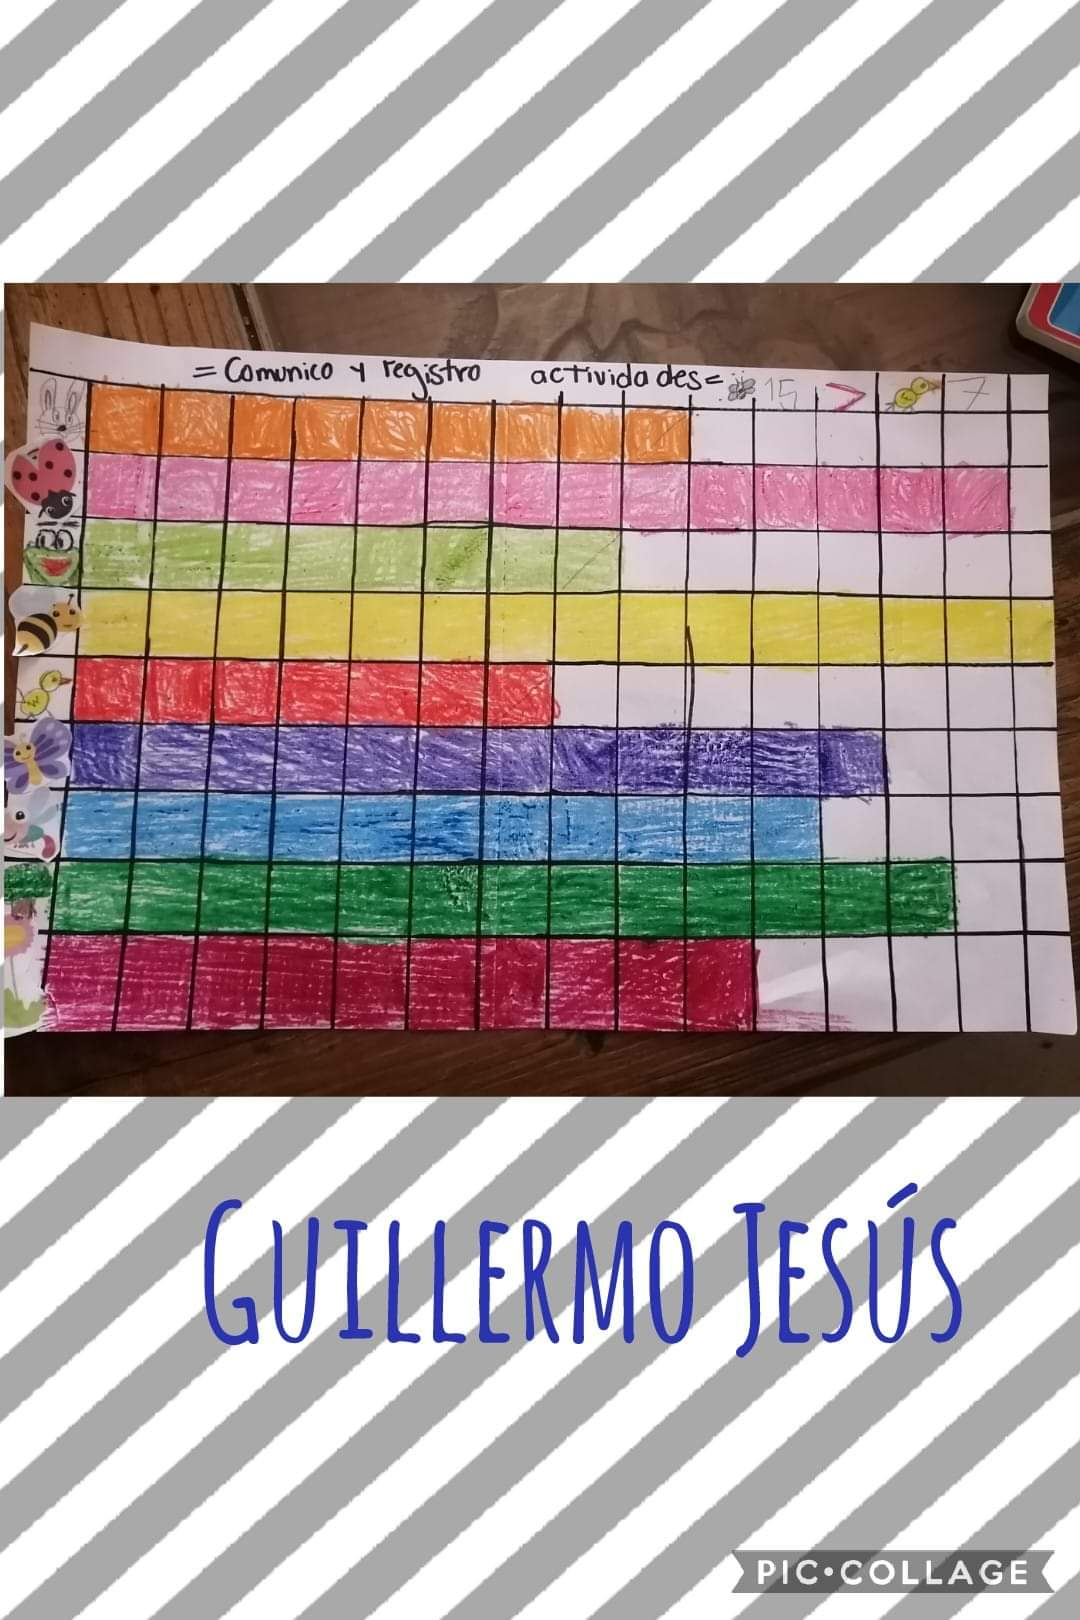 = Comunico y registro actividades = 15 > 7
GUILLERMO JESÚS
PIC•COLLAGE